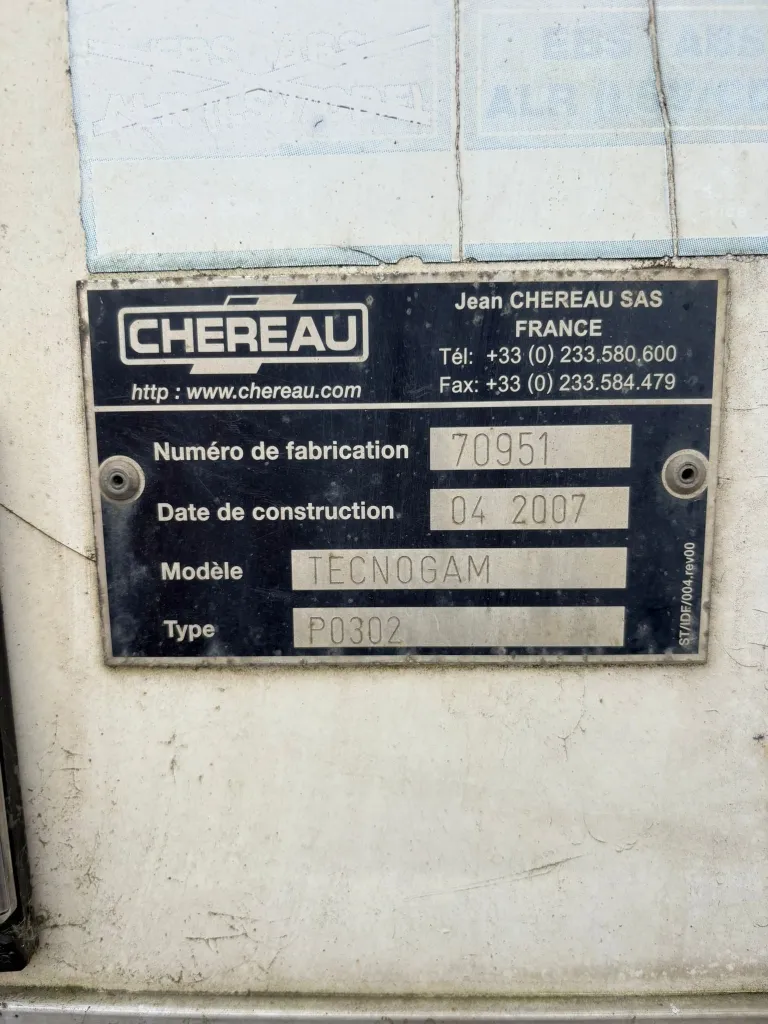 EBS ABS
CHEREAU
Jean CHEREAU SAS
FRANCE
Tél: +33 (0) 233.580.600
Fax: +33 (0) 233.584.479
http : www.chereau.com
Numéro de fabrication 70951
Date de construction 04 2007
Modèle TECNOGAM
Type P0302
ST/IDF/004.rev00